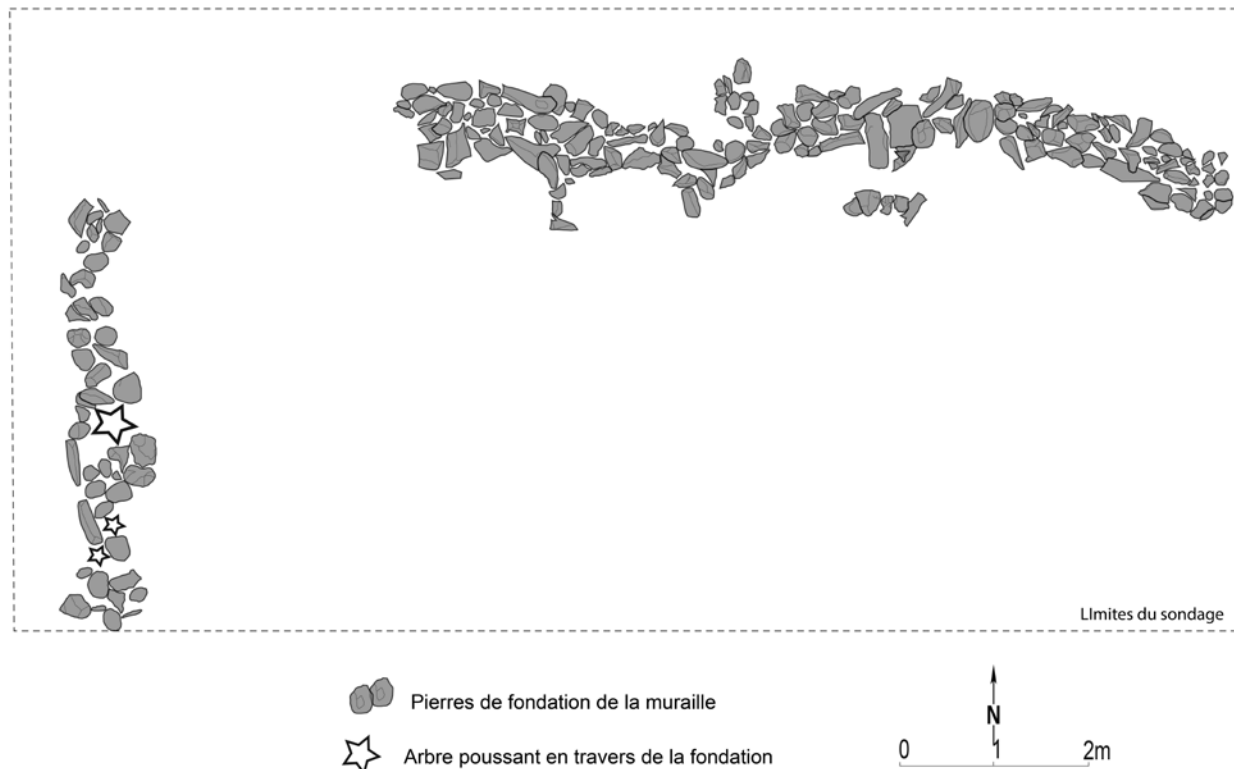 LImites du sondage
Pierres de fondation de la muraille
Arbre poussant en travers de la fondation
N
0 1 2m